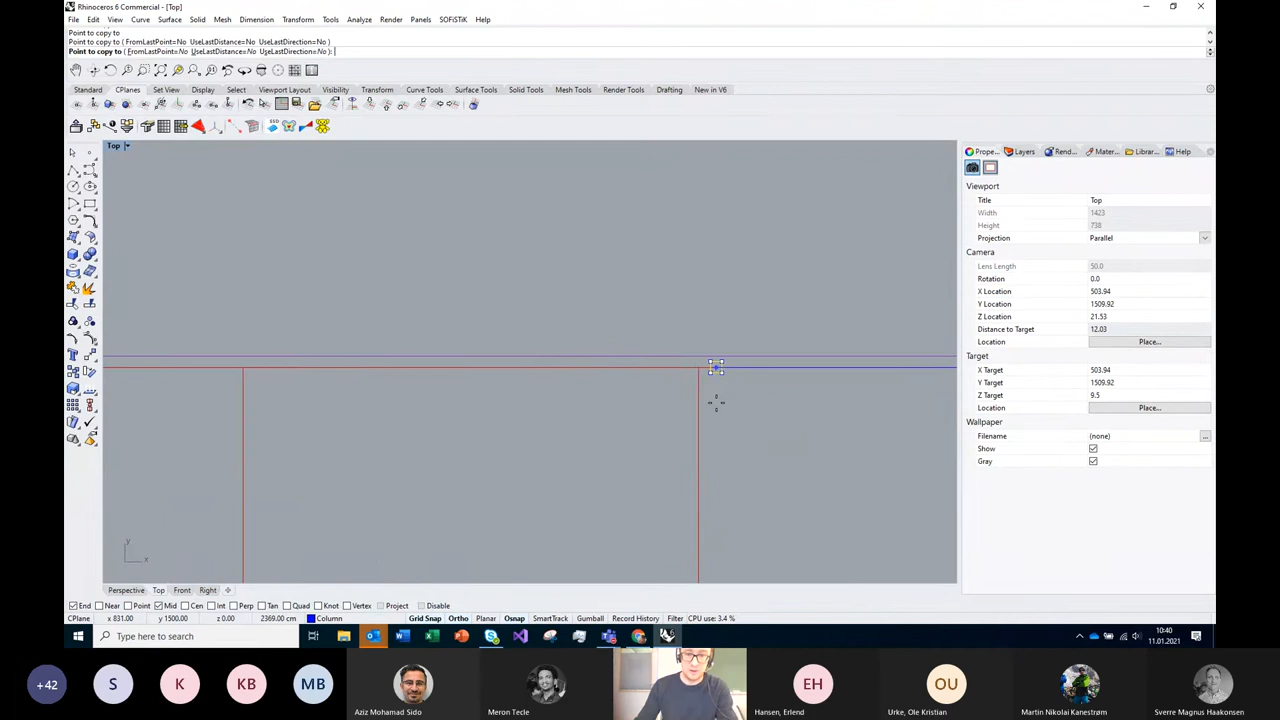 Rhinoceros 6 Commercial - [Top]
File Edit View Curve Surface Solid Mesh Dimension Transform Tools Analyze Render Panels SOFiSTiK Help
Point to copy to
Point to copy to ( FromLastPoint=No UseLastDistance=No UseLastDirection=No )
Point to copy to ( FromLastPoint=No UseLastDistance=No UseLastDirection=No ):
Standard CPlanes Set View Display Select Viewport Layout Visibility Transform Curve Tools Surface Tools Solid Tools Mesh Tools Render Tools Drafting New in V6
SSD
Top
Prope... Layers Rend... Mater... Librar... Help
Viewport
Title Top
Width 1423
Height 738
Projection Parallel
Camera
Lens Length 50.0
Rotation 0.0
X Location 503.94
Y Location 1509.92
Z Location 21.53
Distance to Target 12.03
Location Place...
Target
X Target 503.94
Y Target 1509.92
Z Target 9.5
Location Place...
Wallpaper
Filename (none) ...
Show
Gray
y
x
Perspective Top Front Right
End Near Point Mid Cen Int Perp Tan Quad Knot Vertex Project Disable
CPlane x 831.00 y 1500.00 z 0.00 2369.00 cm Column Grid Snap Ortho Planar Osnap SmartTrack Gumball Record History Filter CPU use: 3.4 %
Type here to search
10:40
11.01.2021
+42 S K KB MB EH OU
Aziz Mohamad Sido Meron Tecle Hansen, Erlend Urke, Ole Kristian Martin Nikolai Kanestrøm Sverre Magnus Haakonsen